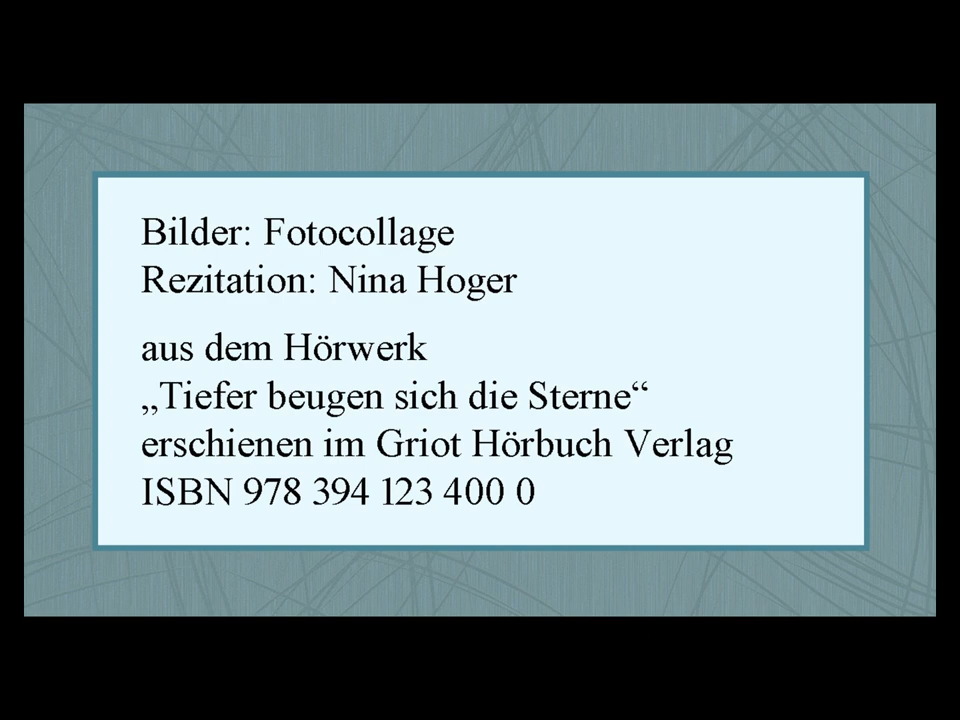 Bilder: Fotocollage
Rezitation: Nina Hoger
aus dem Hörwerk
„Tiefer beugen sich die Sterne“
erschienen im Griot Hörbuch Verlag
ISBN 978 394 123 400 0